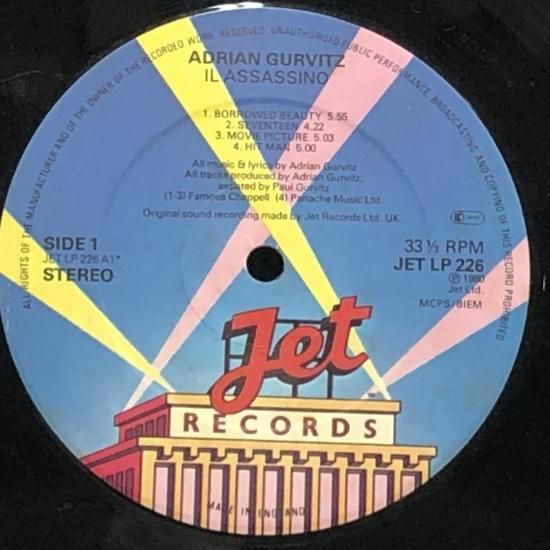 ALL RIGHTS OF THE MANUFACTURER AND OF THE OWNER OF THE RECORDED WORK RESERVED. UNAUTHORISED PUBLIC PERFORMANCE, BROADCASTING AND COPYING OF THIS RECORD PROHIBITED
ADRIAN GURVITZ
IL ASSASSINO
1. BORROWED BEAUTY 5.55
2. SEVENTEEN 4.22
3. MOVIE PICTURE 5.03
4. HIT MAN 5.00
All music & lyrics by Adrian Gurvitz
All tracks produced by Adrian Gurvitz,
assisted by Paul Gurvitz
(1-3) Famous Chappell (4) Panache Music Ltd.
Original sound recording made by Jet Records Ltd. UK.
SIDE 1
JET LP 226 A1*
STEREO
33 ⅓ RPM
JET LP 226
℗ 1980
Jet Ltd.
MCPS/BIEM
Jet
RECORDS
MADE IN ENGLAND